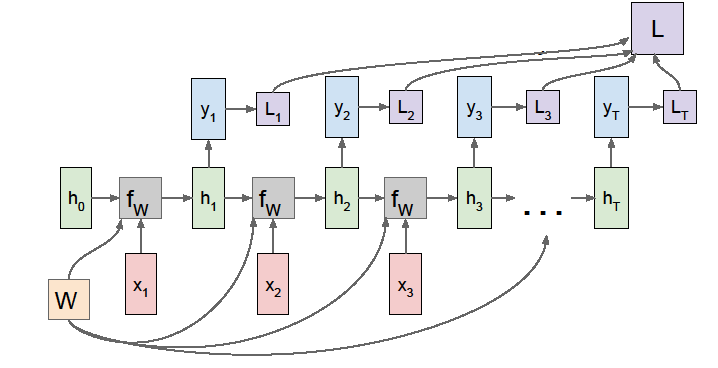 L
y1 L1 y2 L2 y3 L3 yT LT
h0 fW h1 fW h2 fW h3 ... hT
W x1 x2 x3